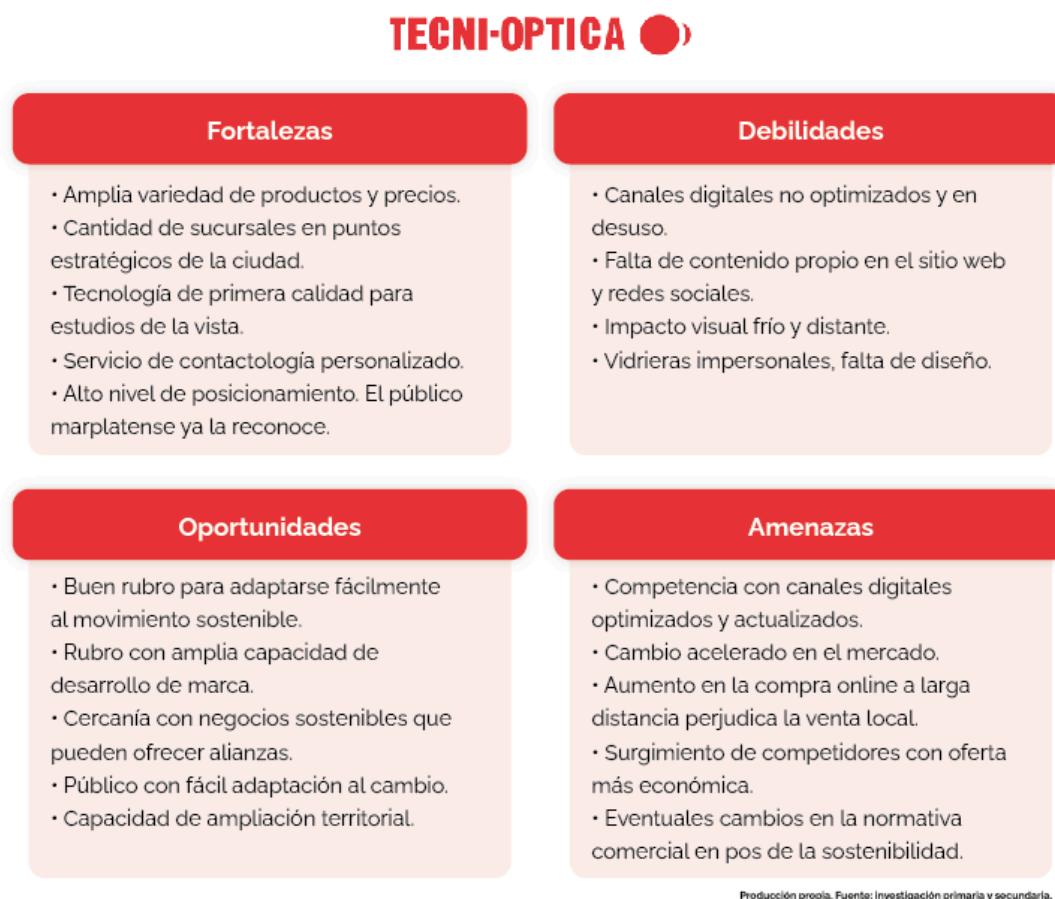 TECNI-OPTICA
Fortalezas
• Amplia variedad de productos y precios.
• Cantidad de sucursales en puntos
estratégicos de la ciudad.
• Tecnología de primera calidad para
estudios de la vista.
• Servicio de contactología personalizado.
• Alto nivel de posicionamiento. El público
marplatense ya la reconoce.
Debilidades
• Canales digitales no optimizados y en
desuso.
• Falta de contenido propio en el sitio web
y redes sociales.
• Impacto visual frío y distante.
• Vidrieras impersonales, falta de diseño.
Oportunidades
• Buen rubro para adaptarse fácilmente
al movimiento sostenible.
• Rubro con amplia capacidad de
desarrollo de marca.
• Cercanía con negocios sostenibles que
pueden ofrecer alianzas.
• Público con fácil adaptación al cambio.
• Capacidad de ampliación territorial.
Amenazas
• Competencia con canales digitales
optimizados y actualizados.
• Cambio acelerado en el mercado.
• Aumento en la compra online a larga
distancia perjudica la venta local.
• Surgimiento de competidores con oferta
más económica.
• Eventuales cambios en la normativa
comercial en pos de la sostenibilidad.
Producción propia. Fuente: investigación primaria y secundaria.